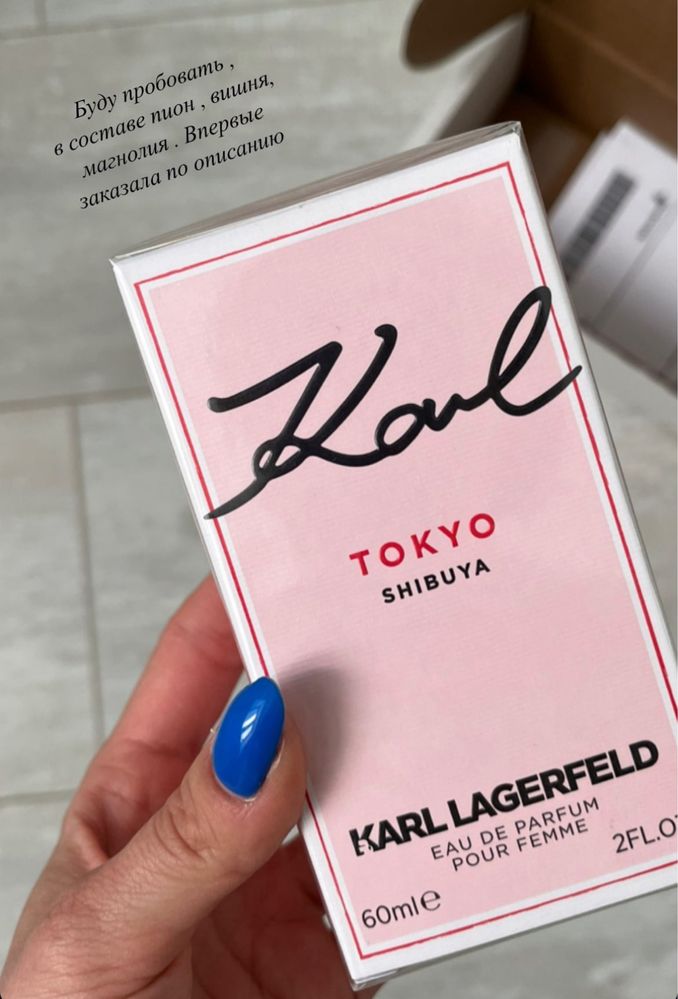 Буду пробовать ,
в составе пион , вишня,
магнолия . Впервые
заказала по описанию
Karl
TOKYO
SHIBUYA
KARL LAGERFELD
EAU DE PARFUM
POUR FEMME
60ml℮
2FL.O